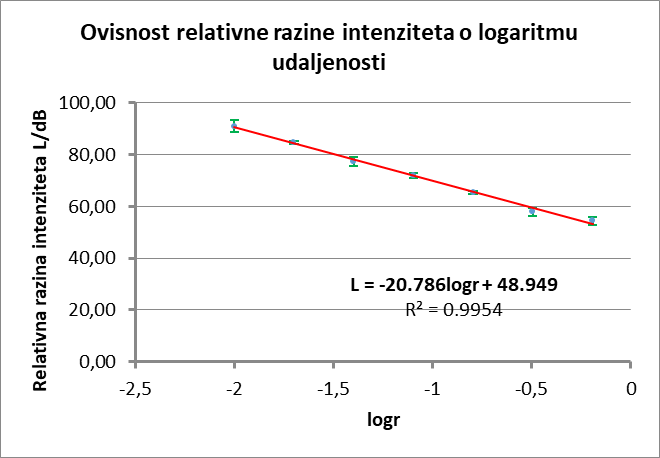 Ovisnost relativne razine intenziteta o logaritmu
udaljenosti
Relativna razina intenziteta L/dB
100,00
80,00
60,00
40,00
20,00
0,00
L = -20.786logr + 48.949
R² = 0.9954
-2,5
-2
-1,5
-1
-0,5
0
logr